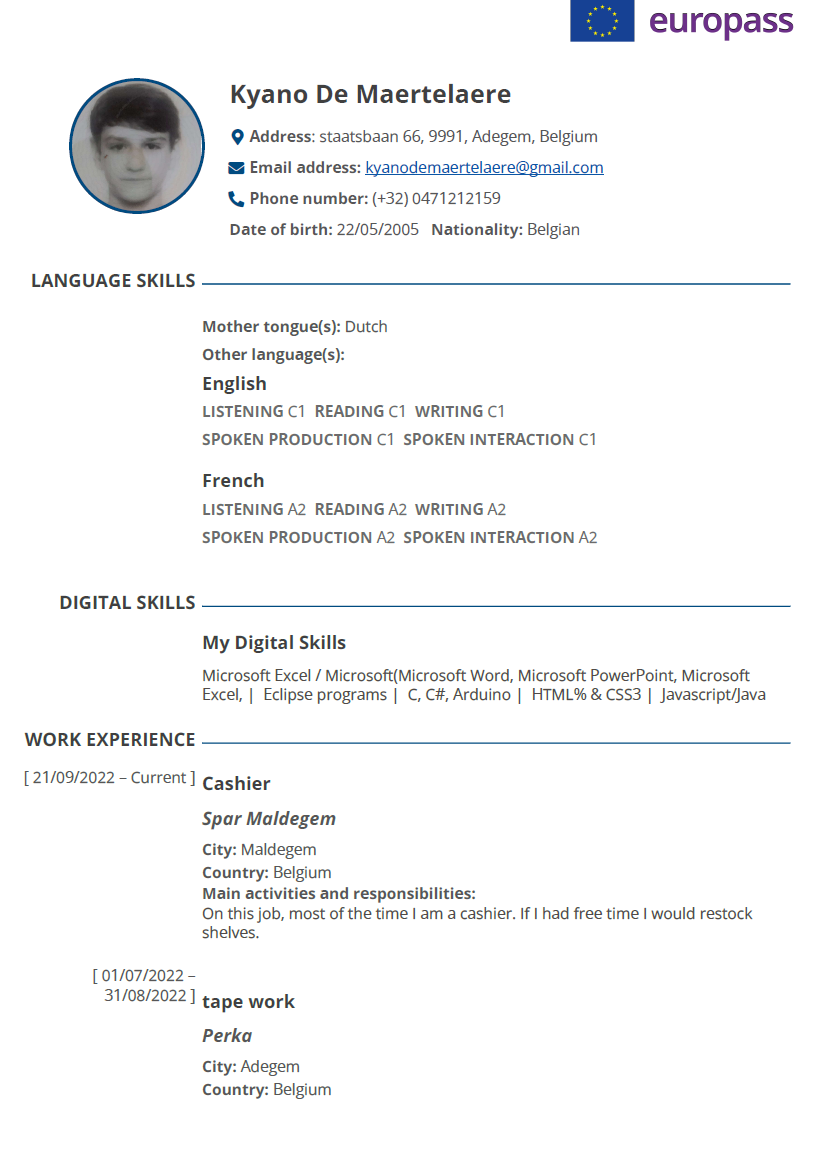 europass
Kyano De Maertelaere
Address: staatsbaan 66, 9991, Adegem, Belgium
Email address: kyanodemaertelaere@gmail.com
Phone number: (+32) 0471212159
Date of birth: 22/05/2005 Nationality: Belgian
LANGUAGE SKILLS
Mother tongue(s): Dutch
Other language(s):
English
LISTENING C1 READING C1 WRITING C1
SPOKEN PRODUCTION C1 SPOKEN INTERACTION C1
French
LISTENING A2 READING A2 WRITING A2
SPOKEN PRODUCTION A2 SPOKEN INTERACTION A2
DIGITAL SKILLS
My Digital Skills
Microsoft Excel / Microsoft(Microsoft Word, Microsoft PowerPoint, Microsoft
Excel, | Eclipse programs | C, C#, Arduino | HTML% & CSS3 | Javascript/Java
WORK EXPERIENCE
[ 21/09/2022 – Current ] Cashier
Spar Maldegem
City: Maldegem
Country: Belgium
Main activities and responsibilities:
On this job, most of the time I am a cashier. If I had free time I would restock
shelves.
[ 01/07/2022 –
31/08/2022 ] tape work
Perka
City: Adegem
Country: Belgium